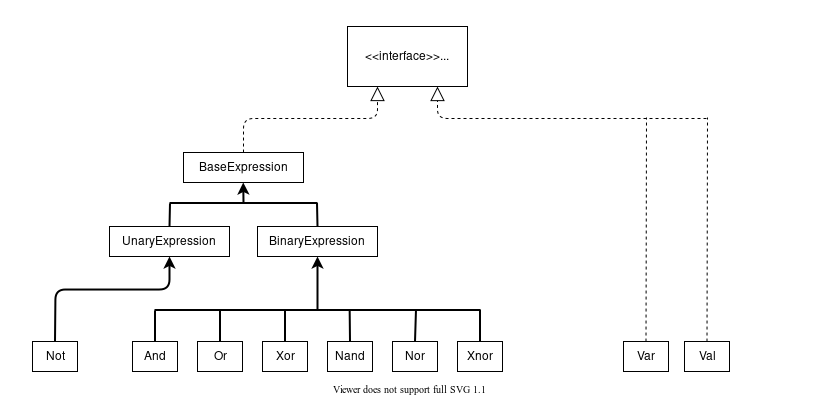 <<interface>>...
BaseExpression
UnaryExpression
BinaryExpression
Not
And
Or
Xor
Nand
Nor
Xnor
Var
Val
Viewer does not support full SVG 1.1